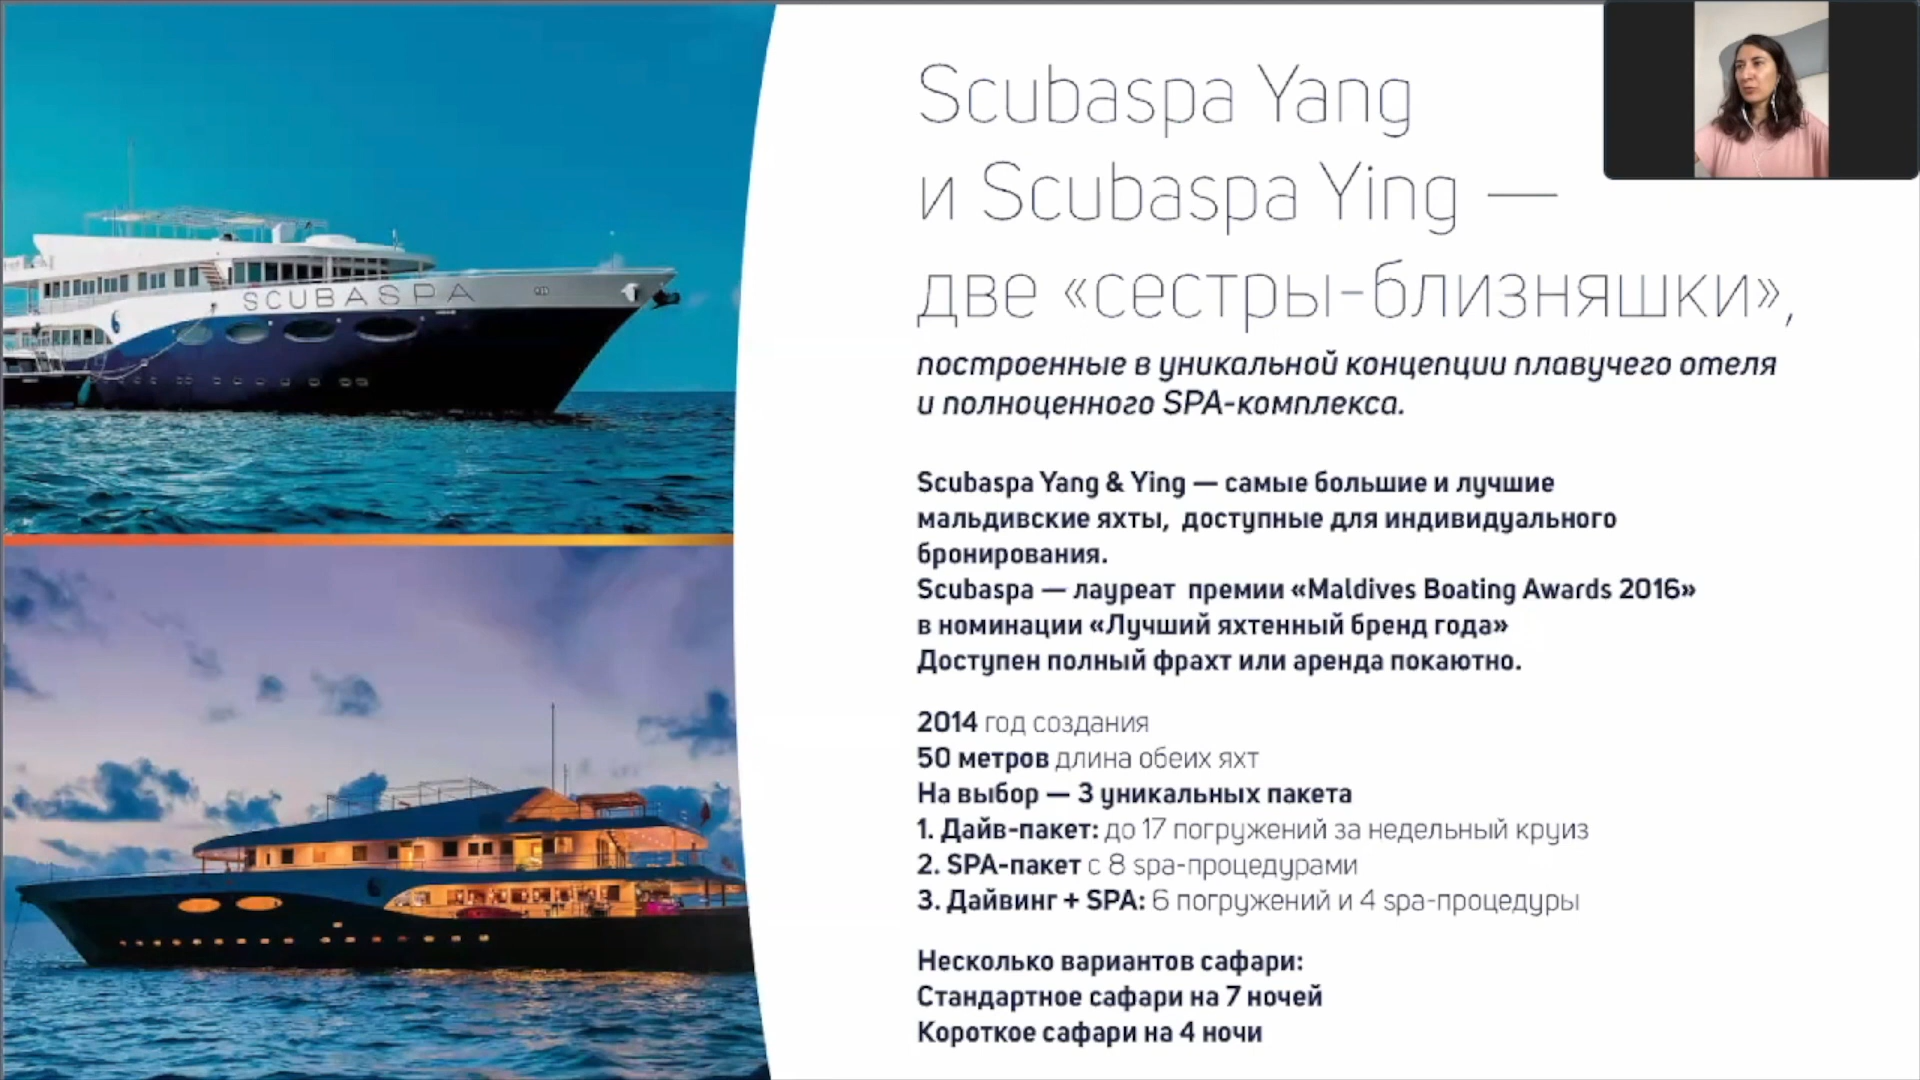 SCUBASPA
Scubaspa Yang
и Scubaspa Ying —
две «сестры-близняшки»,
построенные в уникальной концепции плавучего отеля
и полноценного SPA-комплекса.
Scubaspa Yang & Ying — самые большие и лучшие
мальдивские яхты, доступные для индивидуального
бронирования.
Scubaspa — лауреат премии «Maldives Boating Awards 2016»
в номинации «Лучший яхтенный бренд года»
Доступен полный фрахт или аренда покаютно.
2014 год создания
50 метров длина обеих яхт
На выбор — 3 уникальных пакета
1. Дайв-пакет: до 17 погружений за недельный круиз
2. SPA-пакет с 8 spa-процедурами
3. Дайвинг + SPA: 6 погружений и 4 spa-процедуры
Несколько вариантов сафари:
Стандартное сафари на 7 ночей
Короткое сафари на 4 ночи